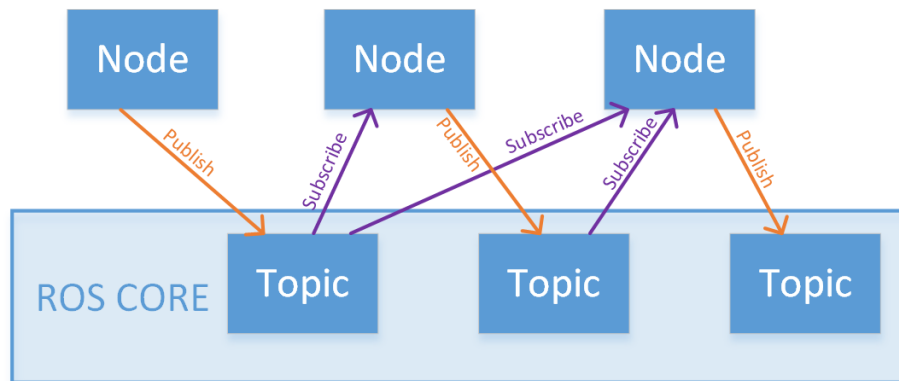 Node
Node
Node
Publish
Subscribe
Publish
Subscribe
Subscribe
Publish
ROS CORE
Topic
Topic
Topic